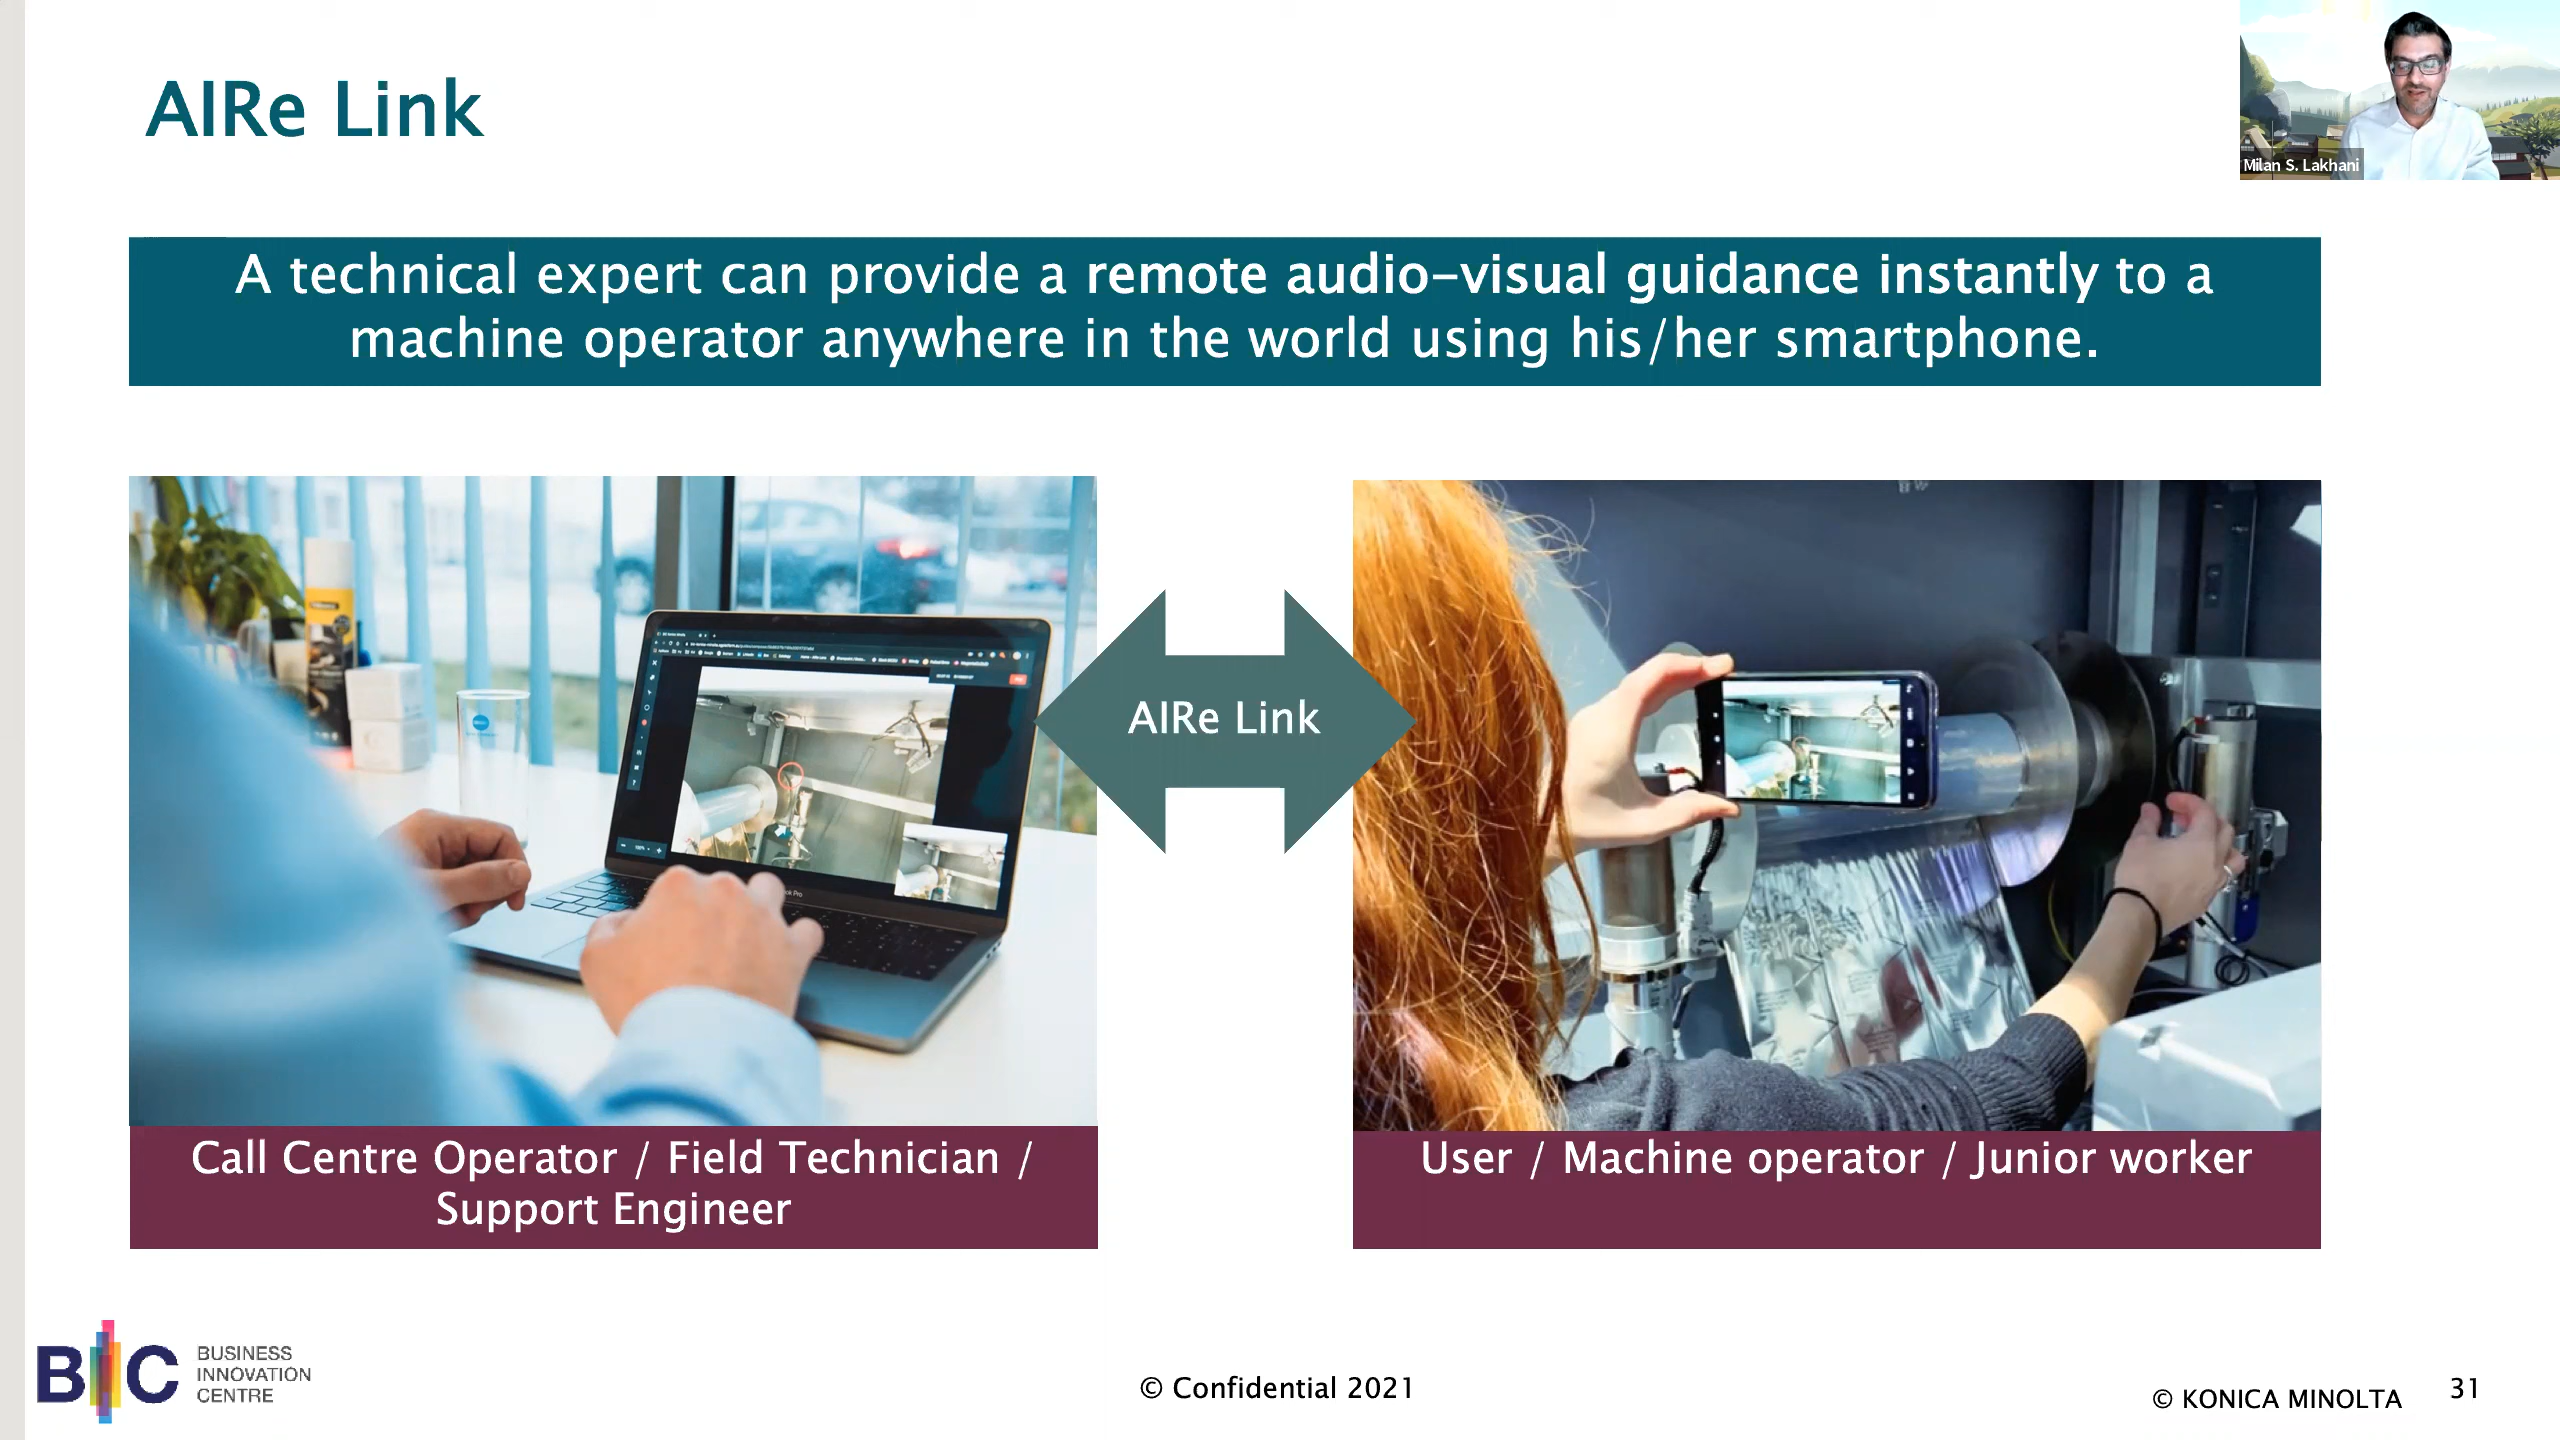 AIRe Link
Milan S. Lakhani
A technical expert can provide a remote audio-visual guidance instantly to a
machine operator anywhere in the world using his/her smartphone.
AIRe Link
Call Centre Operator / Field Technician /
Support Engineer
User / Machine operator / Junior worker
BIC
BUSINESS
INNOVATION
CENTRE
© Confidential 2021
© KONICA MINOLTA
31